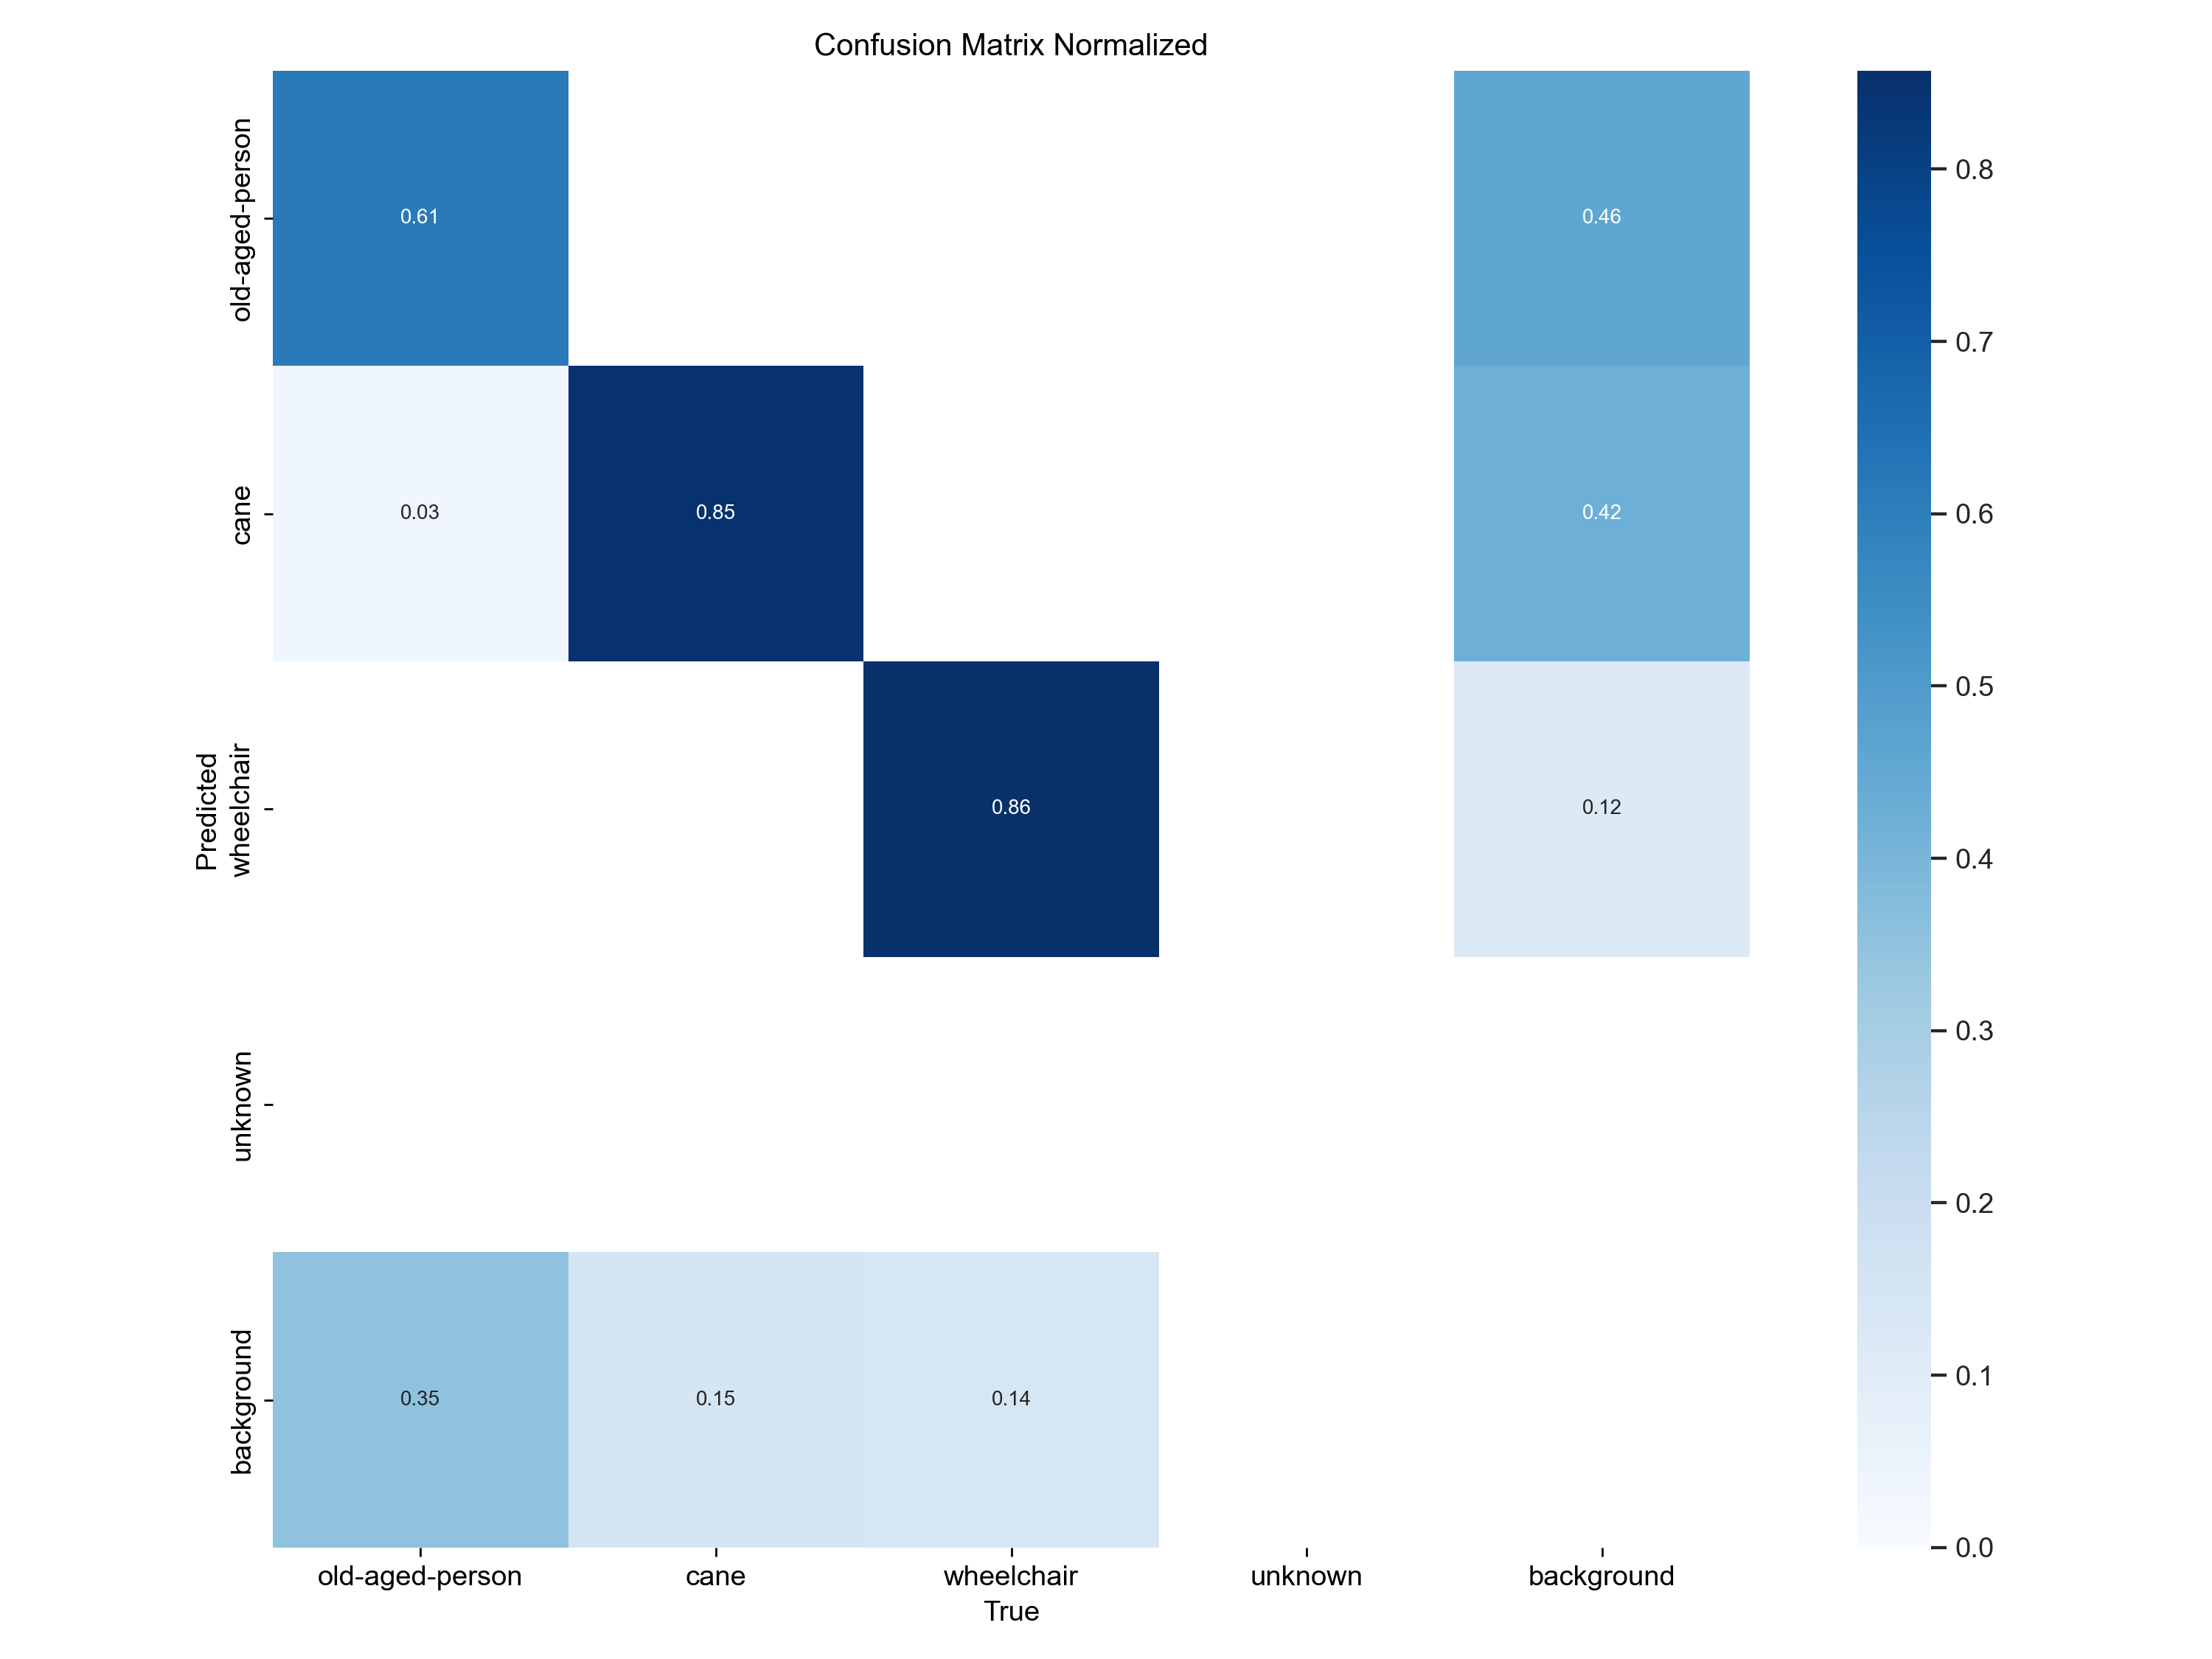 Confusion Matrix Normalized
old-aged-person
0.61
0.46
0.8
0.7
cane
0.03
0.85
0.42
0.6
0.5
Predicted
wheelchair
0.86
0.12
0.4
0.3
unknown
0.2
background
0.35
0.15
0.14
0.1
0.0
old-aged-person cane wheelchair unknown background
True